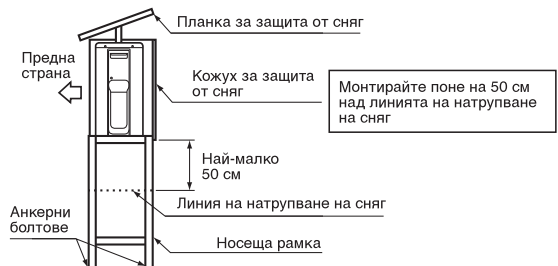 Планка за защита от сняг
Предна
страна
Кожух за защита
от сняг
Монтирайте поне на 50 см
над линията на натрупване
на сняг
Най-малко
50 см
Линия на натрупване на сняг
Анкерни
болтове
Носеща рамка